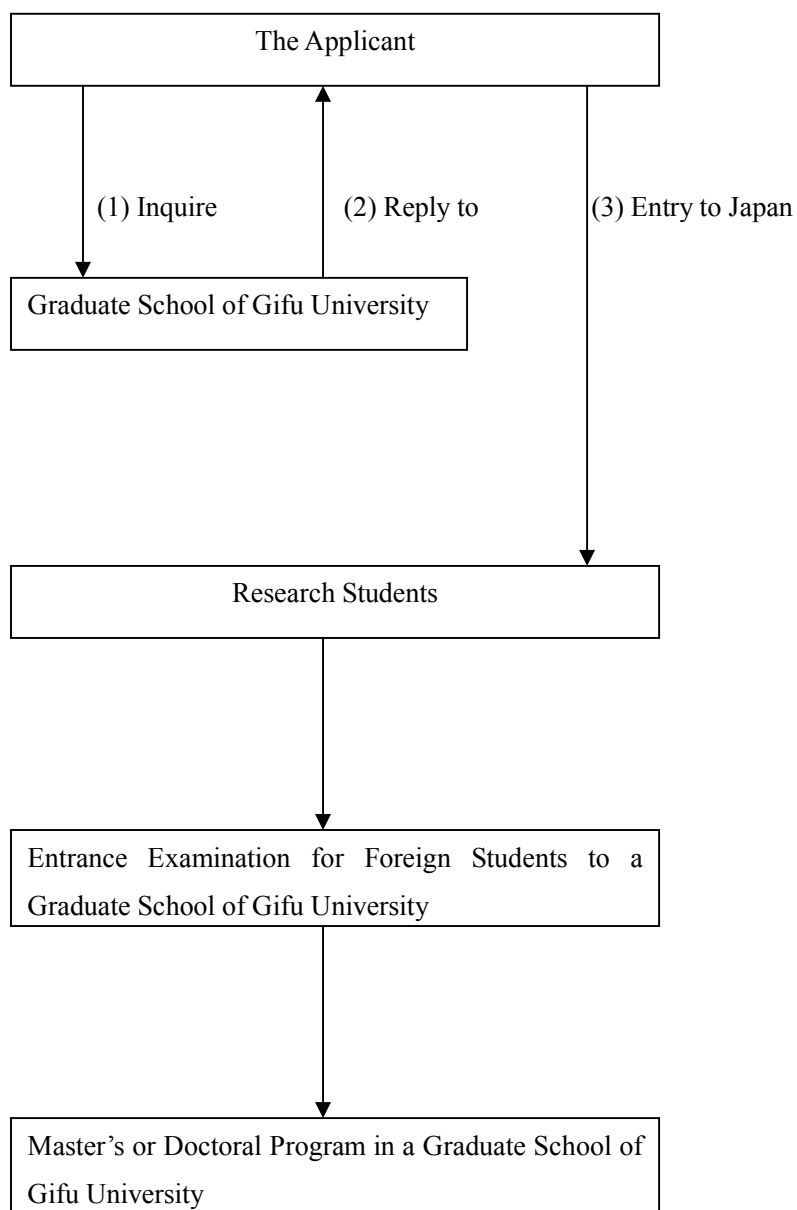 The Applicant
(1) Inquire
(2) Reply to
(3) Entry to Japan
Graduate School of Gifu University
Research Students
Entrance Examination for Foreign Students to a
Graduate School of Gifu University
Master’s or Doctoral Program in a Graduate School of
Gifu University